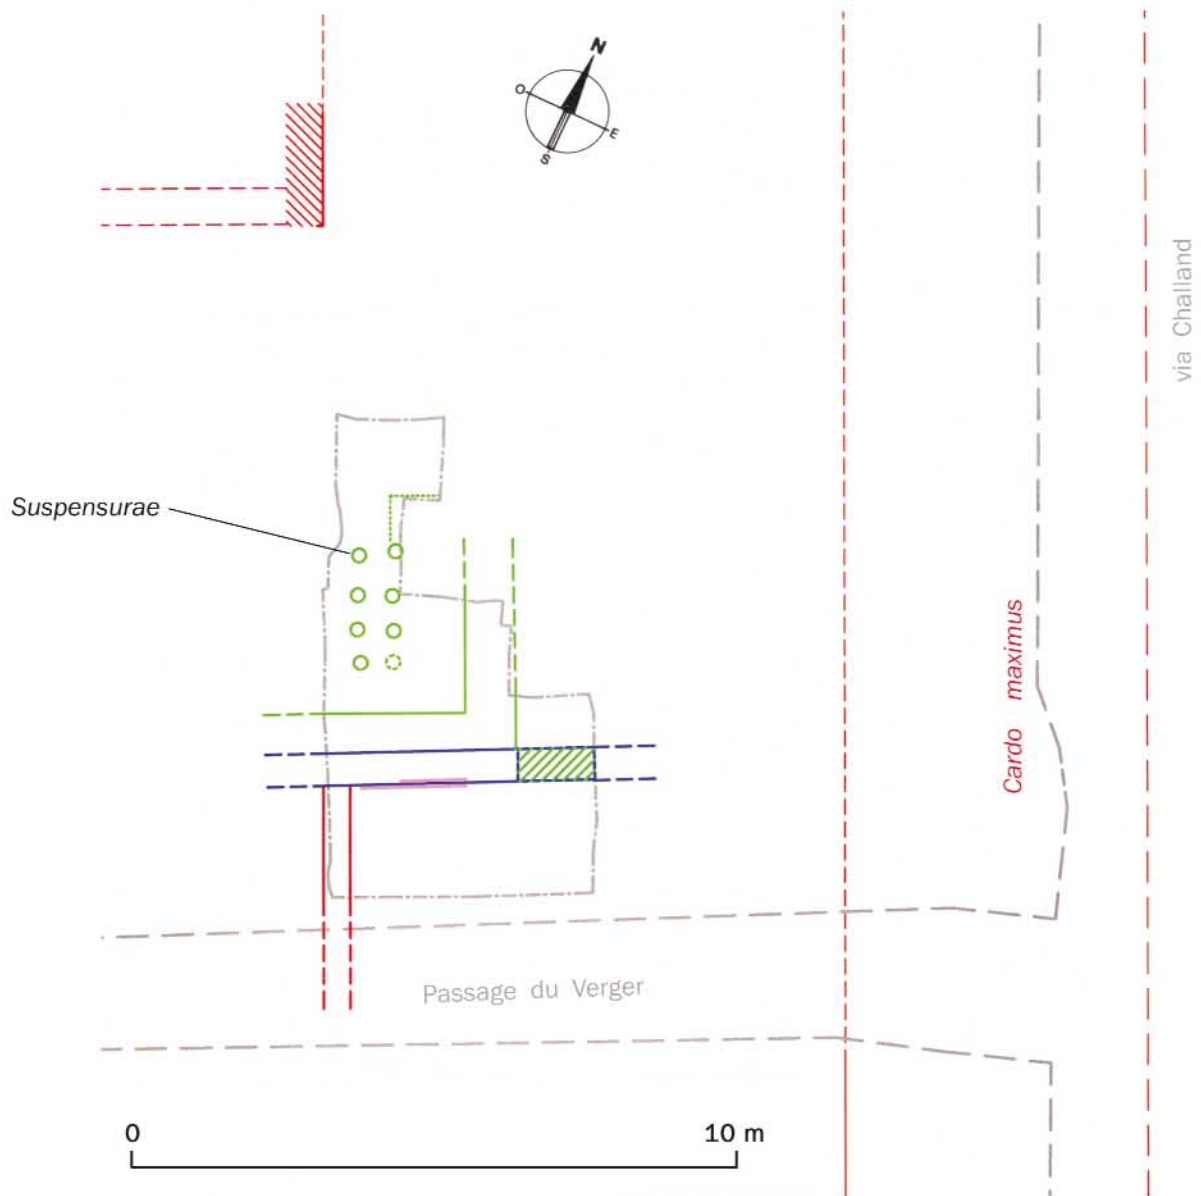 N
O
E
S
via Challand
Suspensurae
Cardo maximus
Passage du Verger
0 10 m